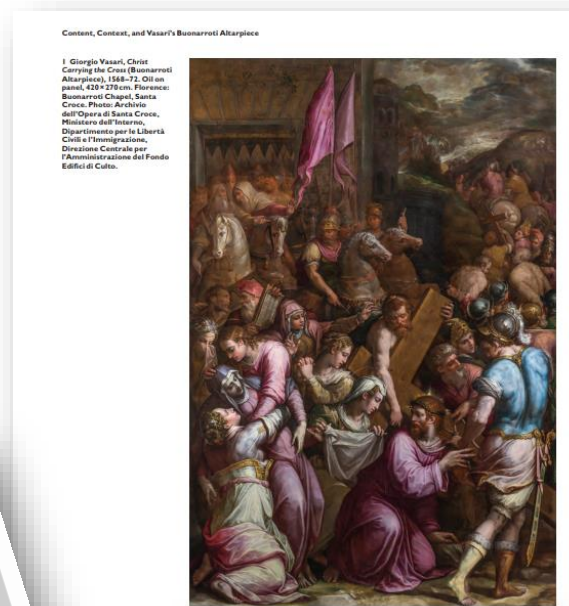 Content, Context, and Vasari's Buonarroti Altarpiece
1 Giorgio Vasari, Christ
Carrying the Cross (Buonarroti
Altarpiece), 1568–72. Oil on
panel, 420 × 270 cm. Florence:
Buonarroti Chapel, Santa
Croce. Photo: Archivio
dell'Opera di Santa Croce,
Ministero dell'Interno,
Dipartimento per le Libertà
Civili e l'Immigrazione,
Direzione Centrale per
l'Amministrazione del Fondo
Edifici di Culto.